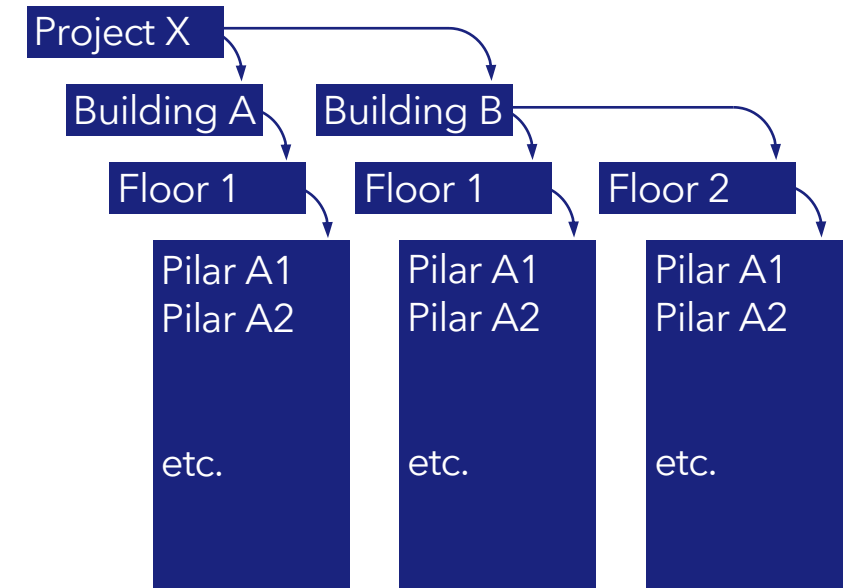 Project X
Building A
Building B
Floor 1
Floor 1
Floor 2
Pilar A1
Pilar A2
etc.
Pilar A1
Pilar A2
etc.
Pilar A1
Pilar A2
etc.